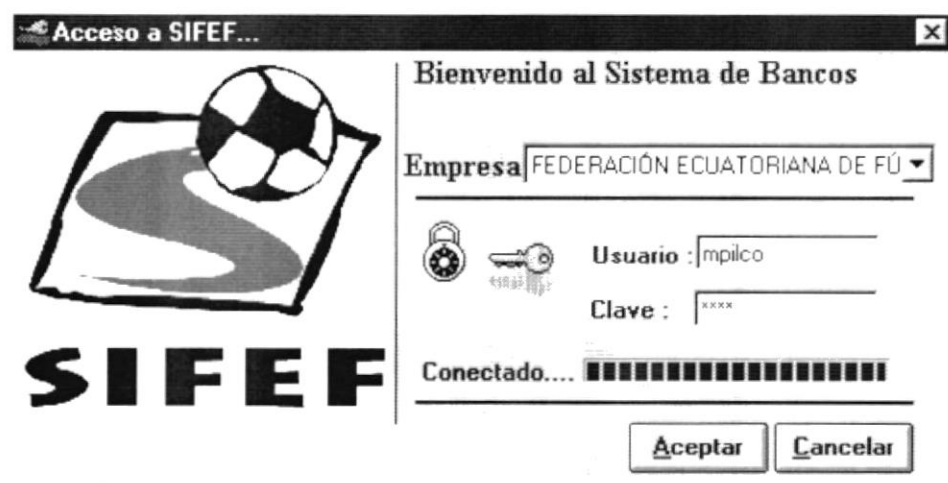 Acceso a SIFEF...
Bienvenido al Sistema de Bancos
Empresa FEDERACIÓN ECUATORIANA DE FÚ
Usuario : mpilco
Clave : xxxx
SIFEF
Conectado....
Aceptar Cancelar